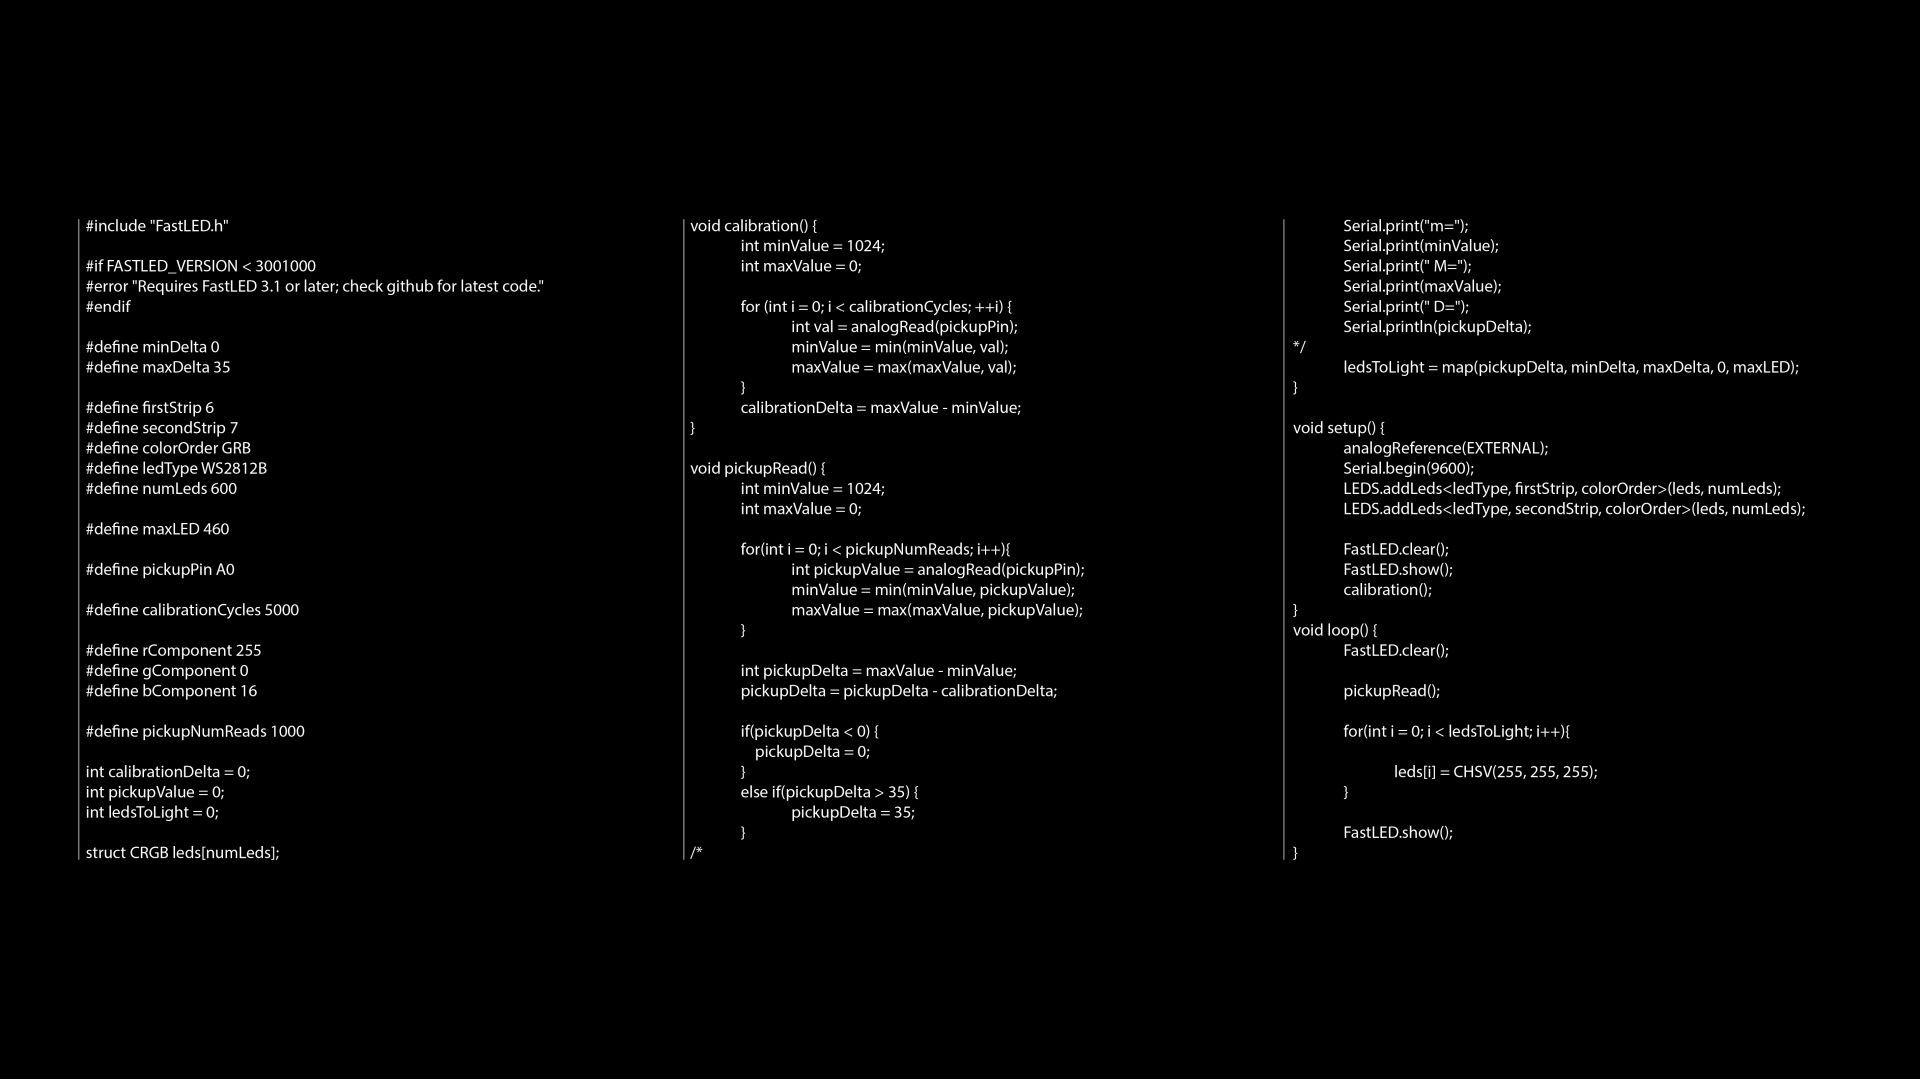 #include "FastLED.h"
#if FASTLED_VERSION < 3001000
#error "Requires FastLED 3.1 or later; check github for latest code."
#endif
#define minDelta 0
#define maxDelta 35
#define firstStrip 6
#define secondStrip 7
#define colorOrder GRB
#define ledType WS2812B
#define numLeds 600
#define maxLED 460
#define pickupPin A0
#define calibrationCycles 5000
#define rComponent 255
#define gComponent 0
#define bComponent 16
#define pickupNumReads 1000
int calibrationDelta = 0;
int pickupValue = 0;
int ledsToLight = 0;
struct CRGB leds[numLeds];
void calibration() {
int minValue = 1024;
int maxValue = 0;
for (int i = 0; i < calibrationCycles; ++i) {
int val = analogRead(pickupPin);
minValue = min(minValue, val);
maxValue = max(maxValue, val);
}
calibrationDelta = maxValue - minValue;
}
void pickupRead() {
int minValue = 1024;
int maxValue = 0;
for(int i = 0; i < pickupNumReads; i++){
int pickupValue = analogRead(pickupPin);
minValue = min(minValue, pickupValue);
maxValue = max(maxValue, pickupValue);
}
int pickupDelta = maxValue - minValue;
pickupDelta = pickupDelta - calibrationDelta;
if(pickupDelta < 0) {
pickupDelta = 0;
}
else if(pickupDelta > 35) {
pickupDelta = 35;
}
/*
Serial.print("m=");
Serial.print(minValue);
Serial.print(" M=");
Serial.print(maxValue);
Serial.print(" D=");
Serial.println(pickupDelta);
*/
ledsToLight = map(pickupDelta, minDelta, maxDelta, 0, maxLED);
}
void setup() {
analogReference(EXTERNAL);
Serial.begin(9600);
LEDS.addLeds<ledType, firstStrip, colorOrder>(leds, numLeds);
LEDS.addLeds<ledType, secondStrip, colorOrder>(leds, numLeds);
FastLED.clear();
FastLED.show();
calibration();
}
void loop() {
FastLED.clear();
pickupRead();
for(int i = 0; i < ledsToLight; i++){
leds[i] = CHSV(255, 255, 255);
}
FastLED.show();
}